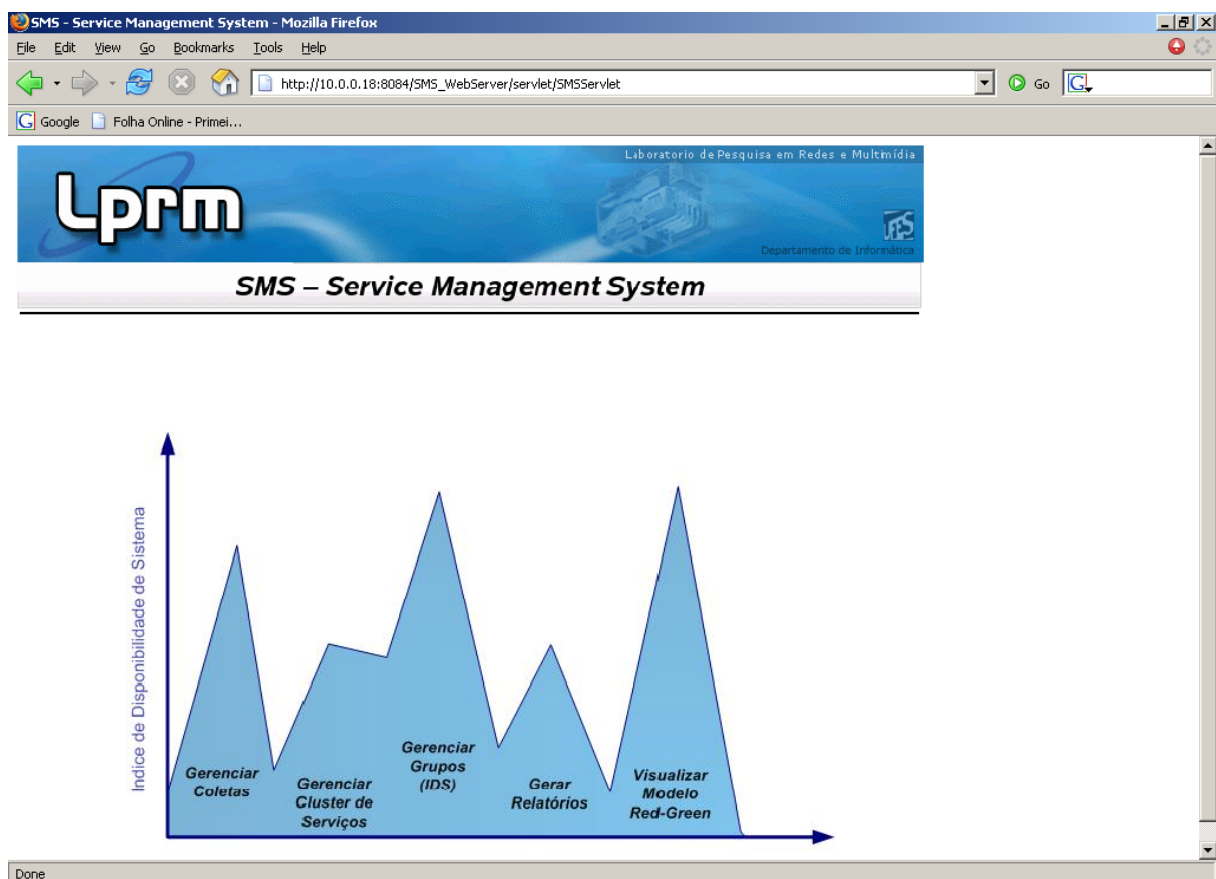 SMS - Service Management System - Mozilla Firefox
File Edit View Go Bookmarks Tools Help
http://10.0.0.18:8084/SMS_WebServer/servlet/SMSServlet
Go
G
Google Folha Online - Primei...
Laboratorio de Pesquisa em Redes e Multimídia
Lprm
UFES
Departamento de Informática
SMS – Service Management System
Indice de Disponibilidade de Sistema
Gerenciar
Coletas
Gerenciar
Cluster de
Serviços
Gerenciar
Grupos
(IDS)
Gerar
Relatórios
Visualizar
Modelo
Red-Green
Done